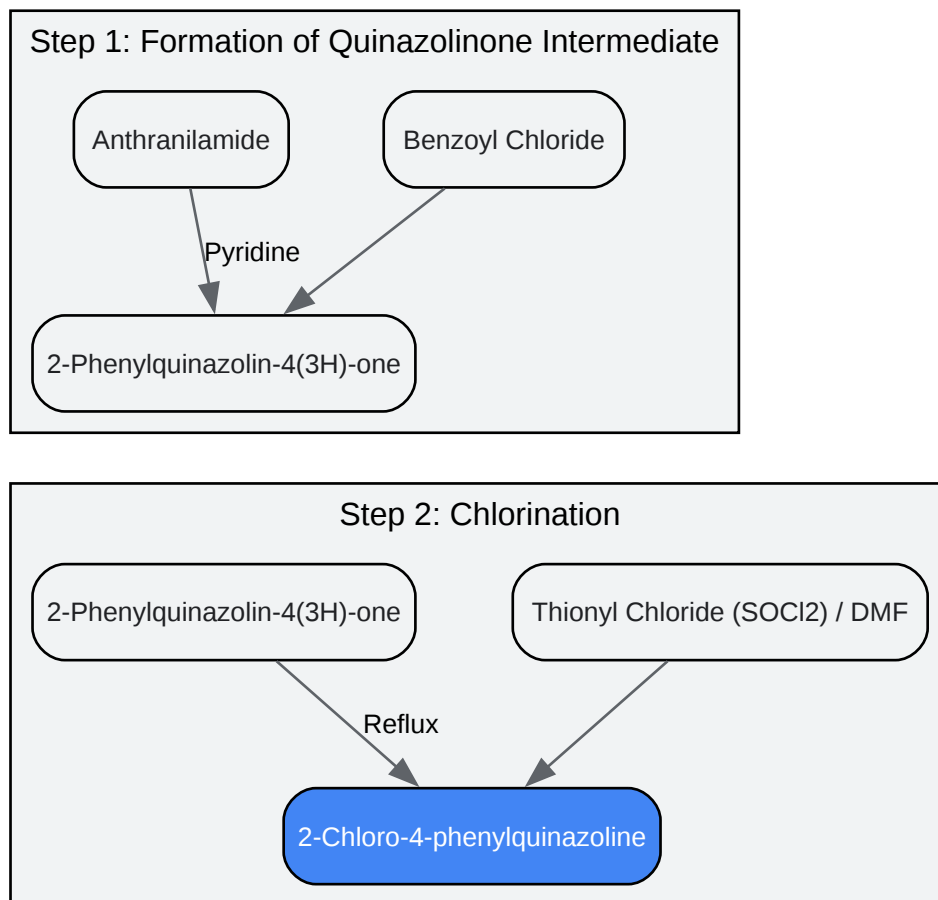 Step 1: Formation of Quinazolinone Intermediate
Anthranilamide
Benzoyl Chloride
Pyridine
2-Phenylquinazolin-4(3H)-one
Step 2: Chlorination
2-Phenylquinazolin-4(3H)-one
Thionyl Chloride (SOCl2) / DMF
Reflux
2-Chloro-4-phenylquinazoline